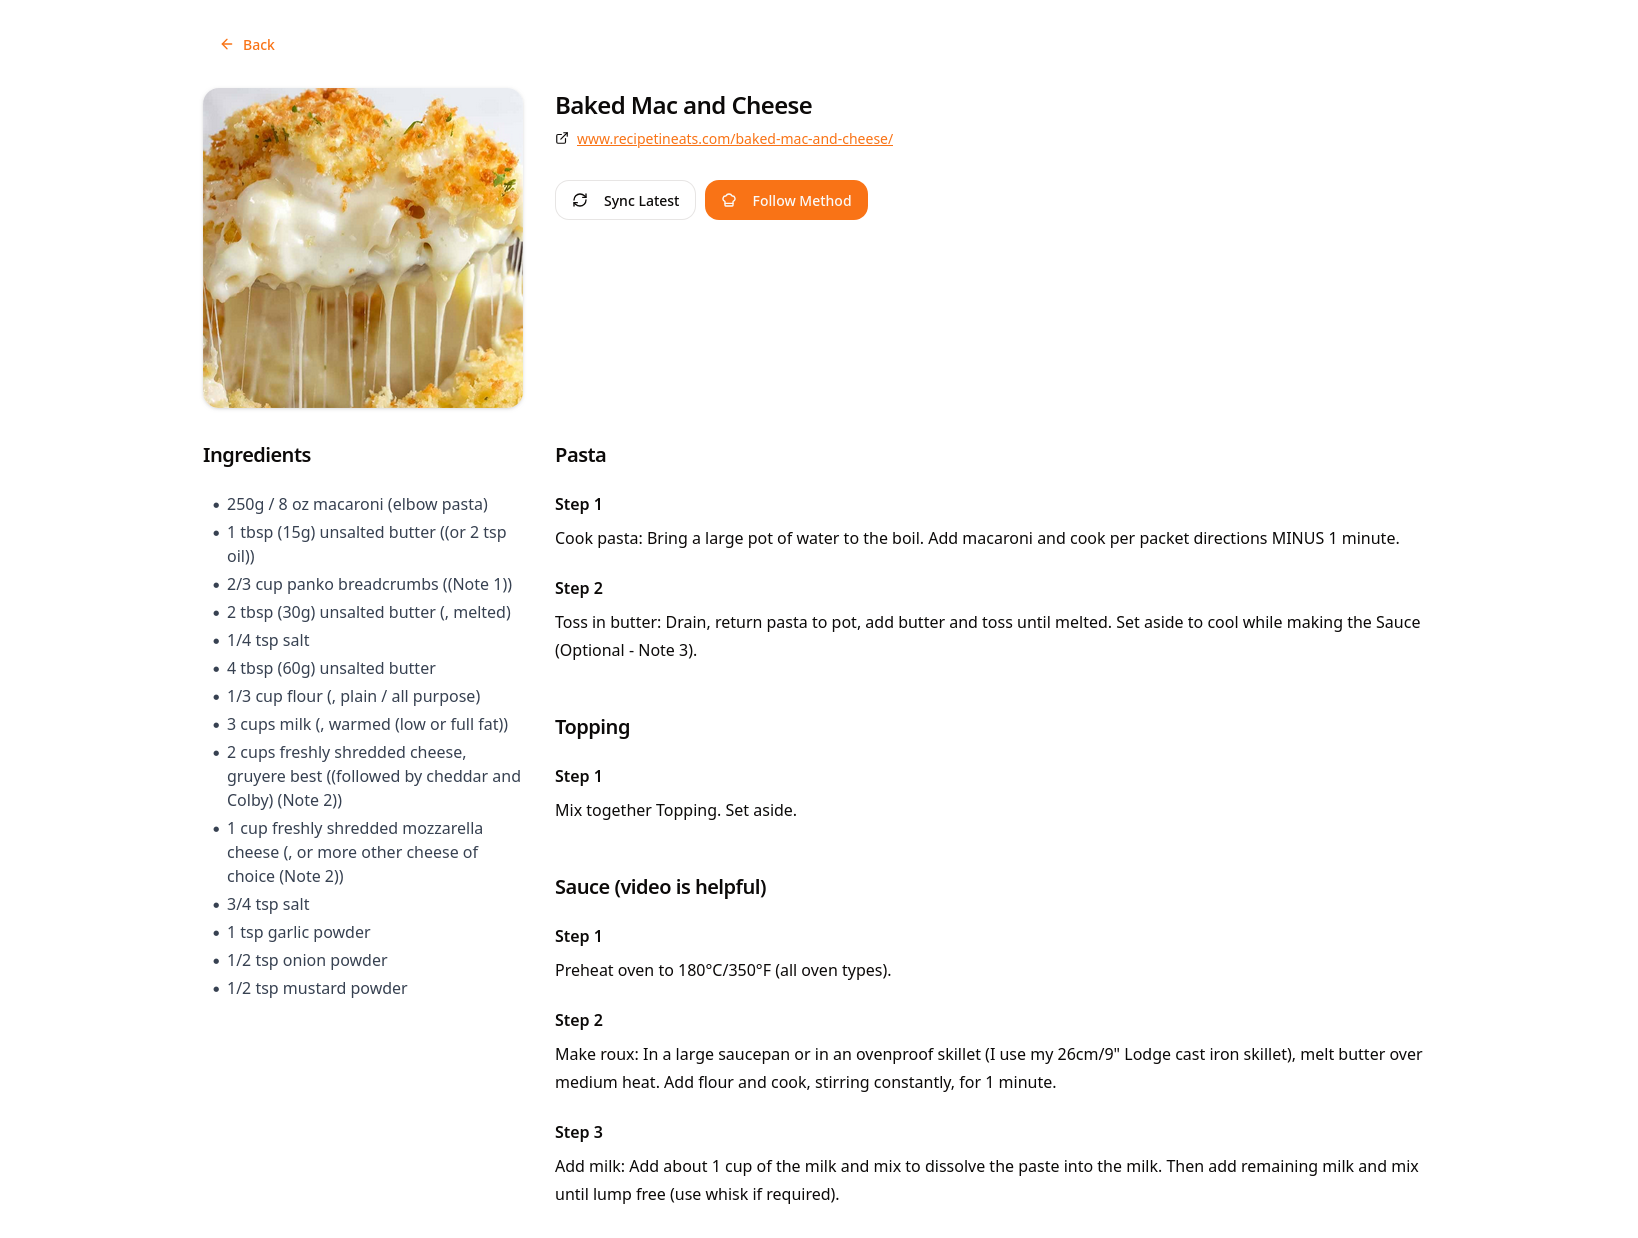 Back
Baked Mac and Cheese
www.recipetineats.com/baked-mac-and-cheese/
Sync Latest
Follow Method
Ingredients
• 250g / 8 oz macaroni (elbow pasta)
• 1 tbsp (15g) unsalted butter ((or 2 tsp
oil))
• 2/3 cup panko breadcrumbs ((Note 1))
• 2 tbsp (30g) unsalted butter (, melted)
• 1/4 tsp salt
• 4 tbsp (60g) unsalted butter
• 1/3 cup flour (, plain / all purpose)
• 3 cups milk (, warmed (low or full fat))
• 2 cups freshly shredded cheese,
gruyere best ((followed by cheddar and
Colby) (Note 2))
• 1 cup freshly shredded mozzarella
cheese (, or more other cheese of
choice (Note 2))
• 3/4 tsp salt
• 1 tsp garlic powder
• 1/2 tsp onion powder
• 1/2 tsp mustard powder
Pasta
Step 1
Cook pasta: Bring a large pot of water to the boil. Add macaroni and cook per packet directions MINUS 1 minute.
Step 2
Toss in butter: Drain, return pasta to pot, add butter and toss until melted. Set aside to cool while making the Sauce
(Optional - Note 3).
Topping
Step 1
Mix together Topping. Set aside.
Sauce (video is helpful)
Step 1
Preheat oven to 180°C/350°F (all oven types).
Step 2
Make roux: In a large saucepan or in an ovenproof skillet (I use my 26cm/9" Lodge cast iron skillet), melt butter over
medium heat. Add flour and cook, stirring constantly, for 1 minute.
Step 3
Add milk: Add about 1 cup of the milk and mix to dissolve the paste into the milk. Then add remaining milk and mix
until lump free (use whisk if required).